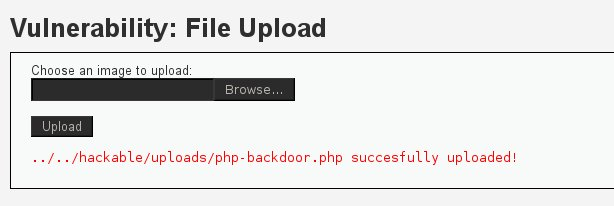 Vulnerability: File Upload
Choose an image to upload:
Browse...
Upload
../../hackable/uploads/php-backdoor.php succesfully uploaded!